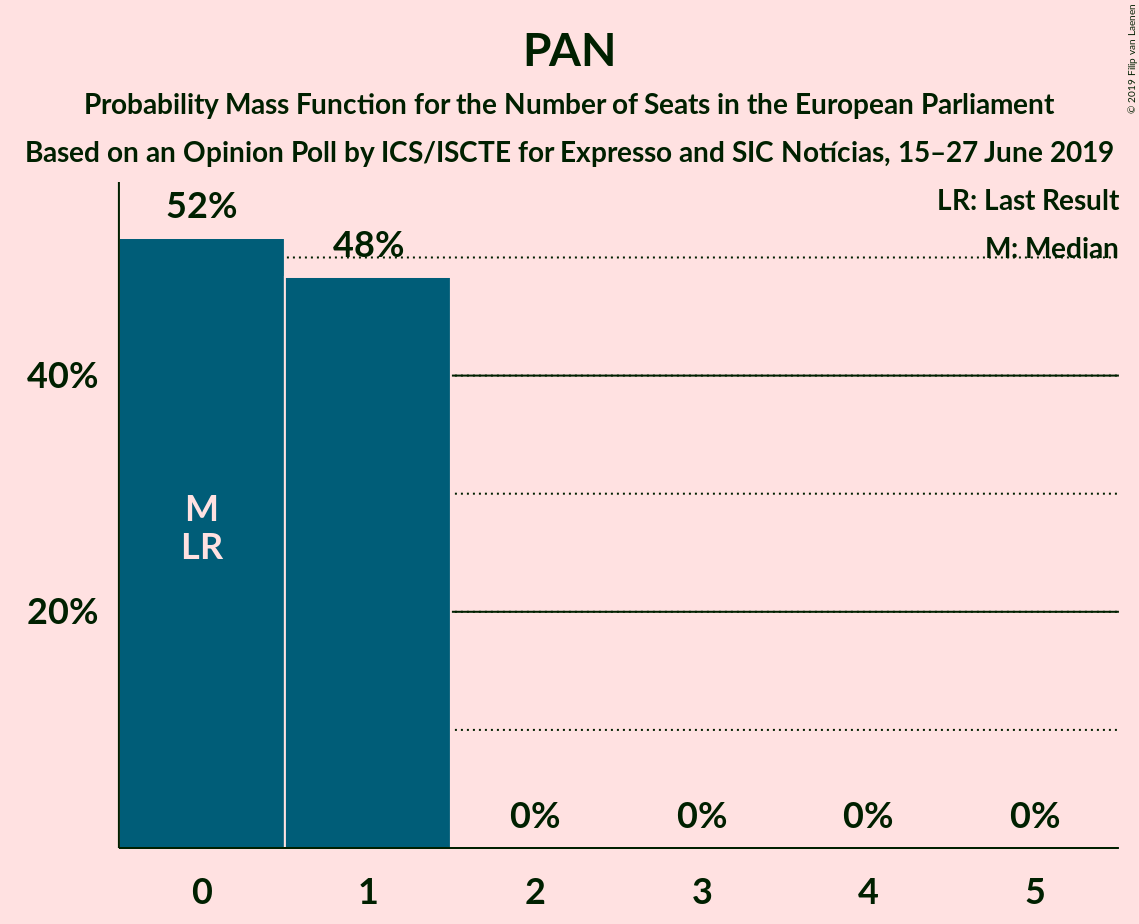 PAN
Probability Mass Function for the Number of Seats in the European Parliament
Based on an Opinion Poll by ICS/ISCTE for Expresso and SIC Notícias, 15–27 June 2019
© 2019 Filip van Laenen
LR: Last Result
M: Median
52%
48%
40%
20%
M
LR
0%
0%
0%
0%
0
1
2
3
4
5